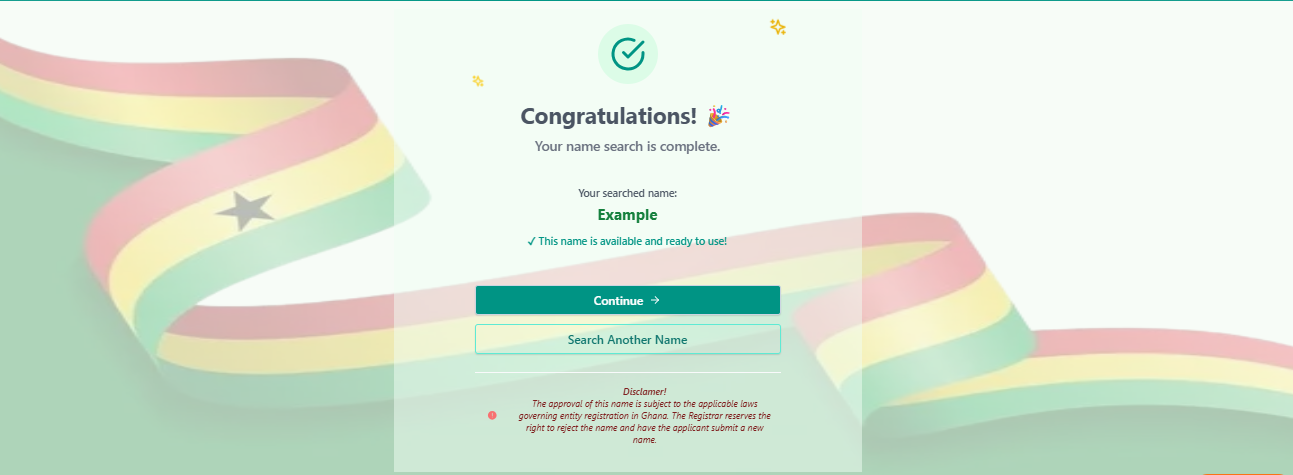 Congratulations! 🎉
Your name search is complete.
Your searched name:
Example
✓ This name is available and ready to use!
Continue →
Search Another Name
Disclamer!
The approval of this name is subject to the applicable laws
governing entity registration in Ghana. The Registrar reserves the
right to reject the name and have the applicant submit a new
name.